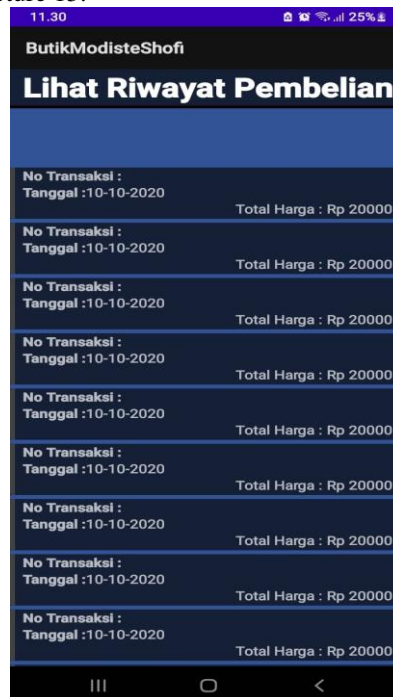 11.30 25%
ButikModisteShofi
Lihat Riwayat Pembelian
No Transaksi :
Tanggal :10-10-2020
Total Harga : Rp 20000
No Transaksi :
Tanggal :10-10-2020
Total Harga : Rp 20000
No Transaksi :
Tanggal :10-10-2020
Total Harga : Rp 20000
No Transaksi :
Tanggal :10-10-2020
Total Harga : Rp 20000
No Transaksi :
Tanggal :10-10-2020
Total Harga : Rp 20000
No Transaksi :
Tanggal :10-10-2020
Total Harga : Rp 20000
No Transaksi :
Tanggal :10-10-2020
Total Harga : Rp 20000
No Transaksi :
Tanggal :10-10-2020
Total Harga : Rp 20000
No Transaksi :
Tanggal :10-10-2020
Total Harga : Rp 20000